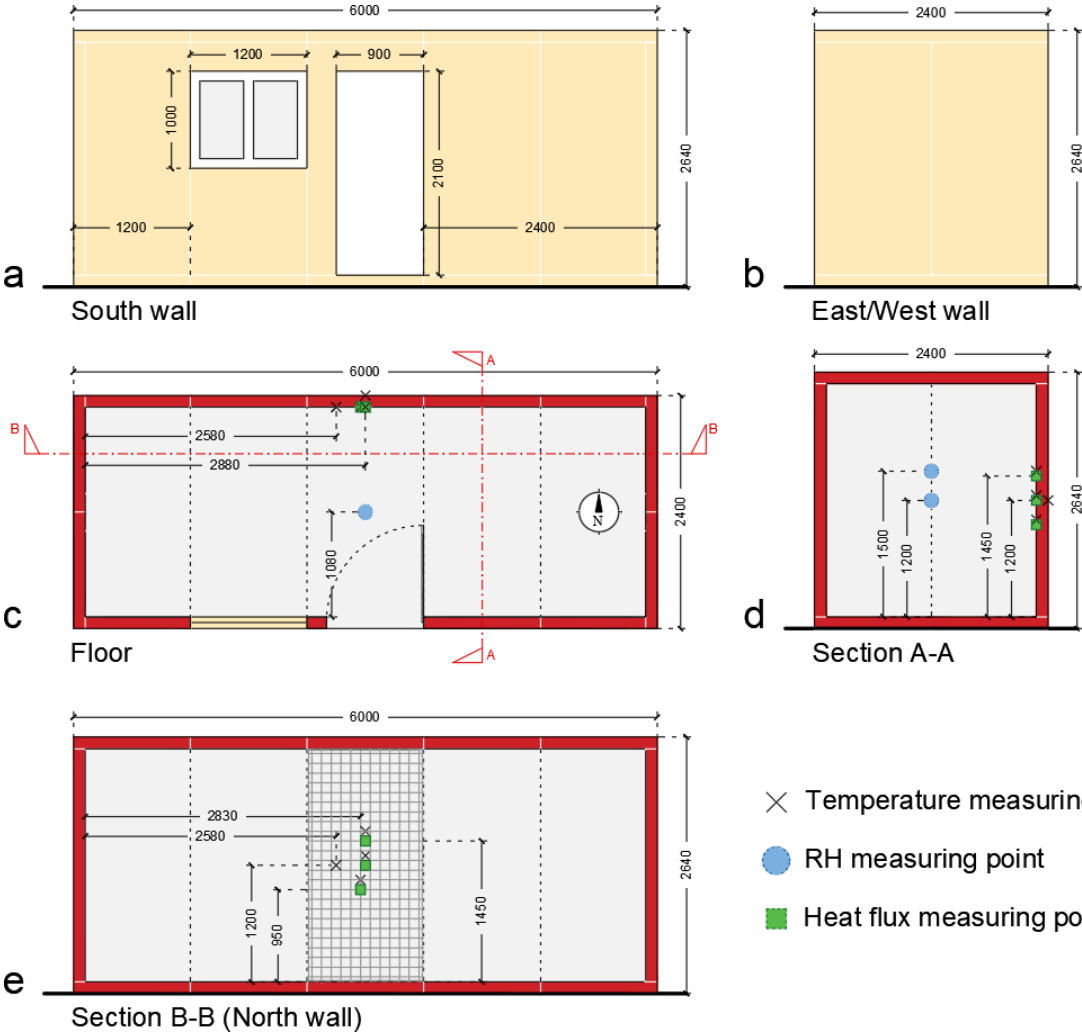 6000
1200
900
1000
2100
2640
1200
2400
a
South wall
2400
2640
b
East/West wall
6000
A
B
B
2580
2880
1080
N
2400
c
Floor
A
2400
1500
1200
1450
1200
2640
d
Section A-A
6000
2830
2580
1200
950
1450
2640
e
Section B-B (North wall)
Temperature measurin
RH measuring point
Heat flux measuring po